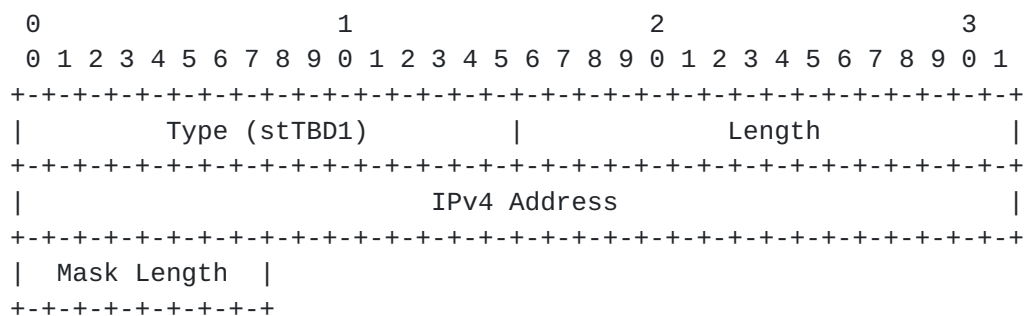 0                   1                   2                   3
 0 1 2 3 4 5 6 7 8 9 0 1 2 3 4 5 6 7 8 9 0 1 2 3 4 5 6 7 8 9 0 1
+-+-+-+-+-+-+-+-+-+-+-+-+-+-+-+-+-+-+-+-+-+-+-+-+-+-+-+-+-+-+-+-+
|         Type (stTBD1)         |             Length            |
+-+-+-+-+-+-+-+-+-+-+-+-+-+-+-+-+-+-+-+-+-+-+-+-+-+-+-+-+-+-+-+-+
|                          IPv4 Address                         |
+-+-+-+-+-+-+-+-+-+-+-+-+-+-+-+-+-+-+-+-+-+-+-+-+-+-+-+-+-+-+-+-+
|  Mask Length  |
+-+-+-+-+-+-+-+-+